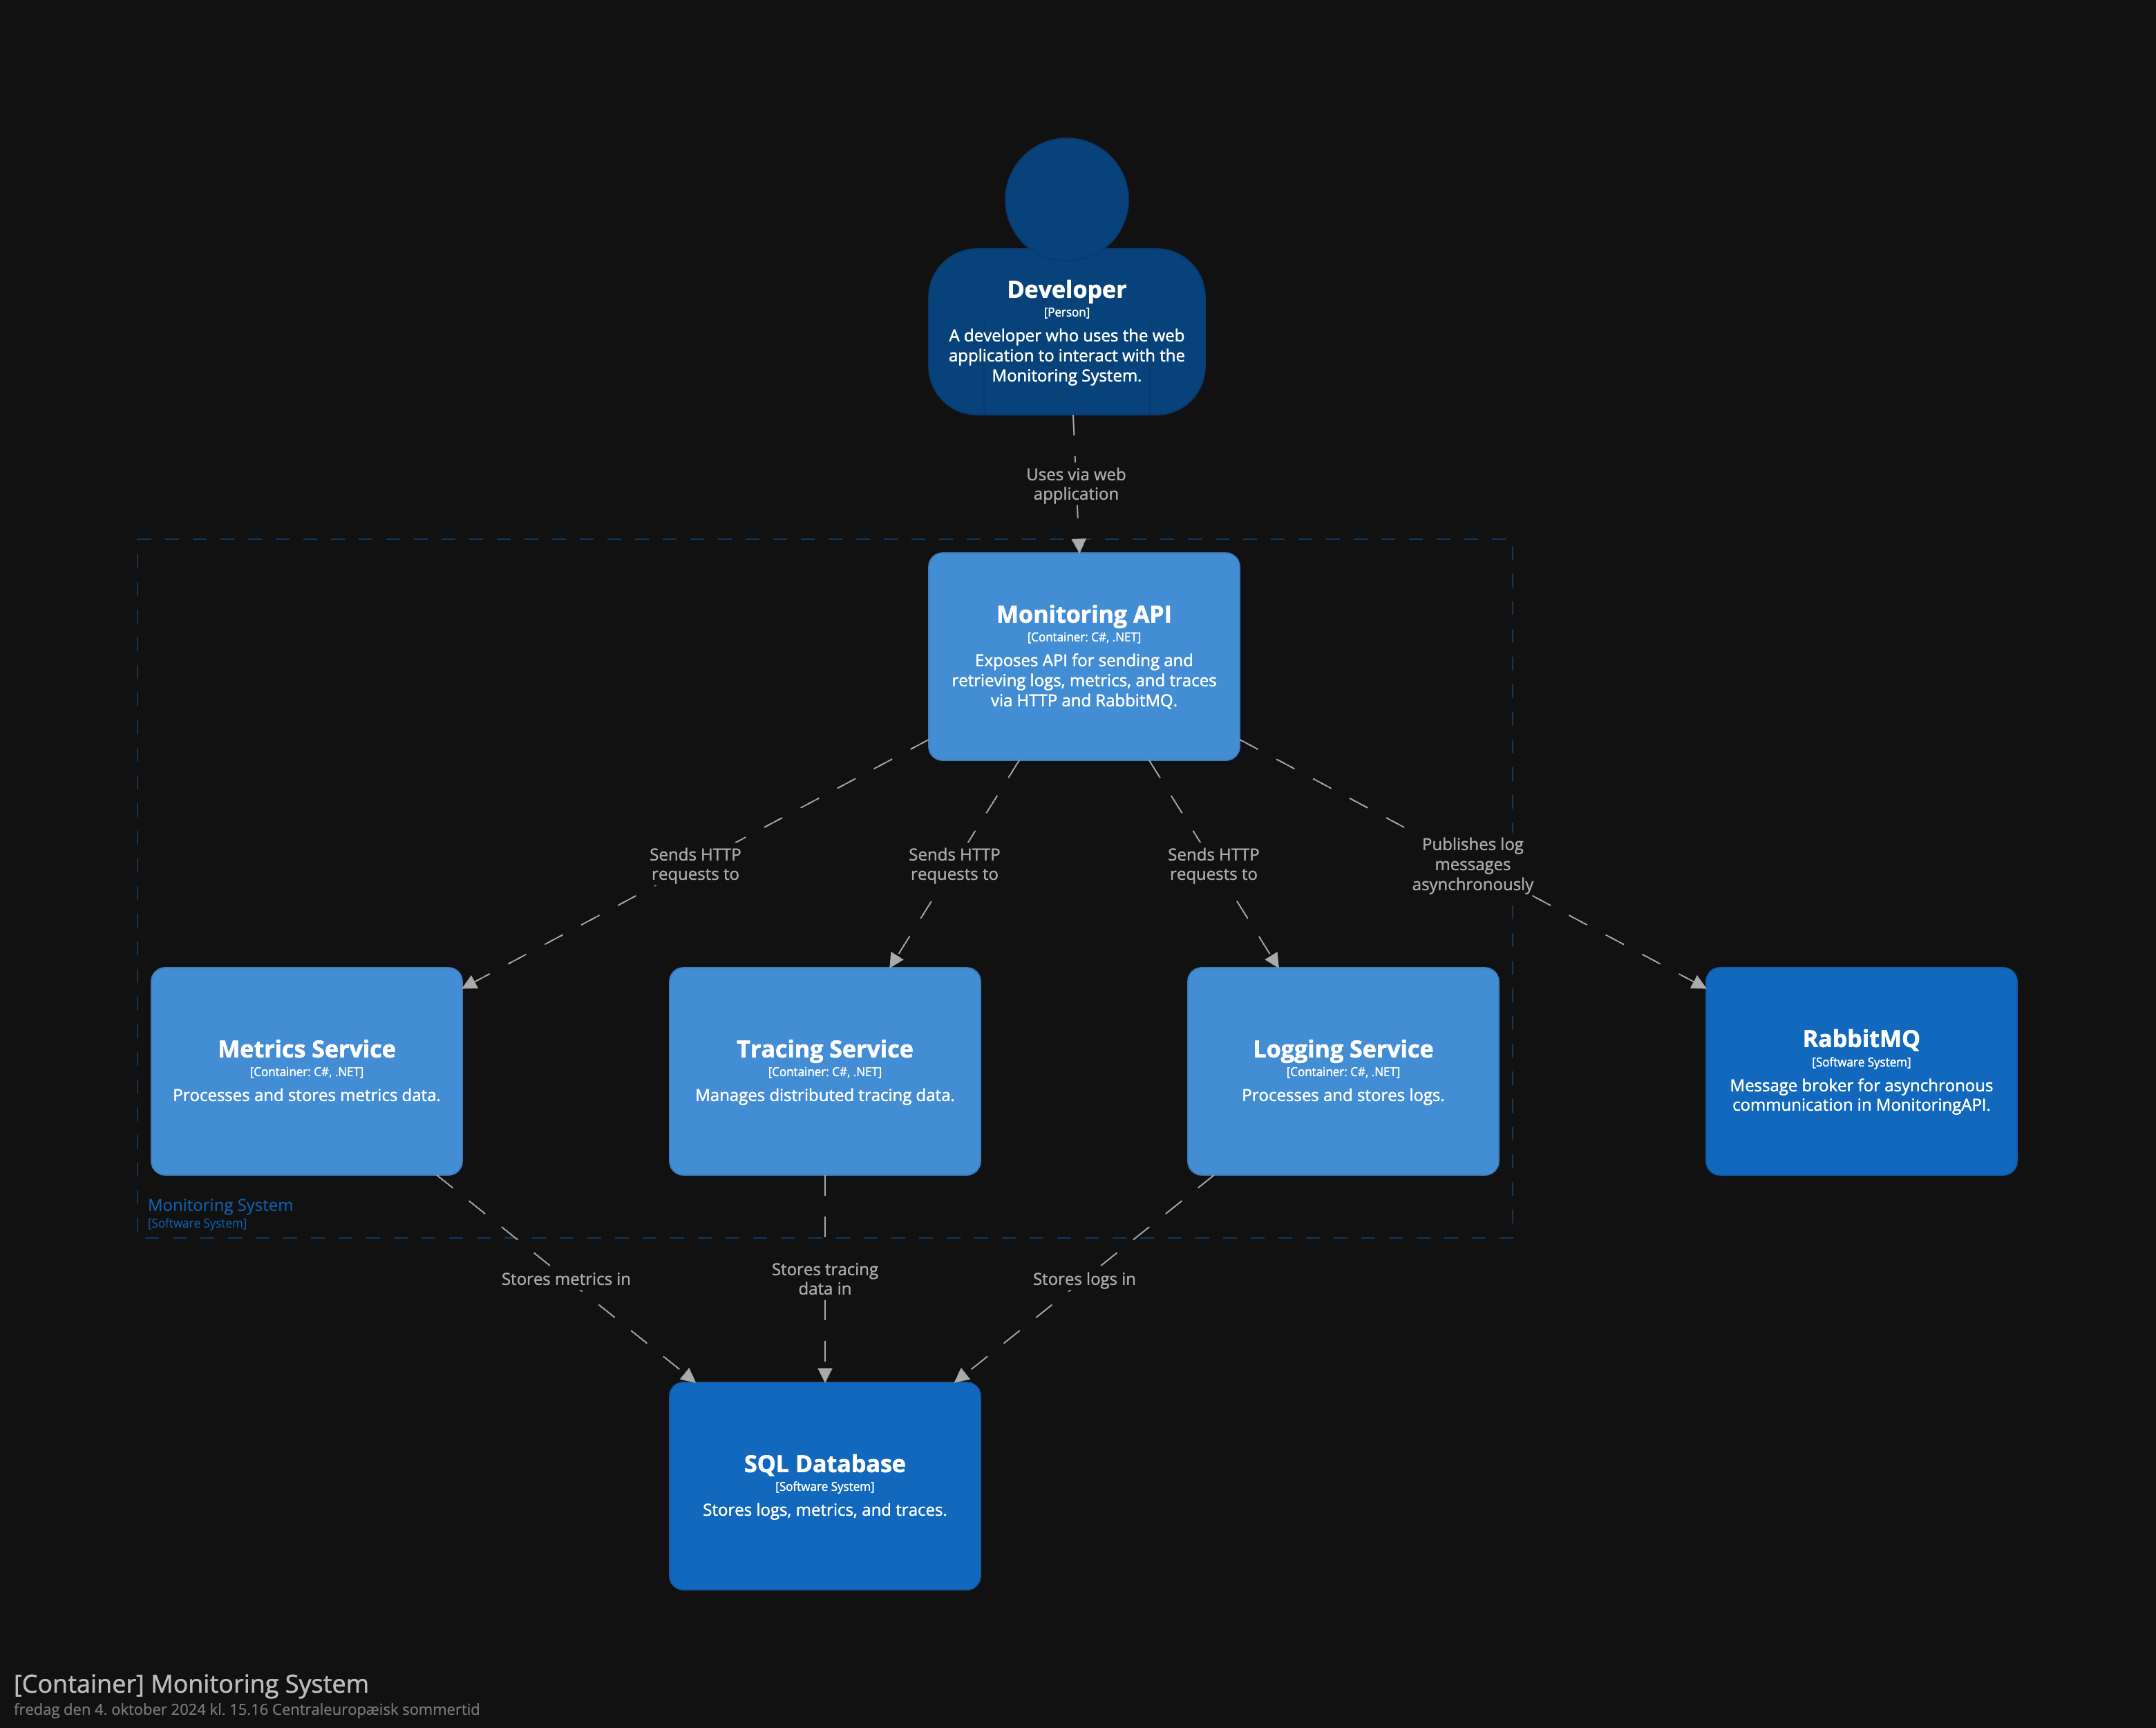 Developer
[Person]
A developer who uses the web
application to interact with the
Monitoring System.
Uses via web
application
Monitoring API
[Container: C#, .NET]
Exposes API for sending and
retrieving logs, metrics, and traces
via HTTP and RabbitMQ.
Sends HTTP
requests to
Sends HTTP
requests to
Sends HTTP
requests to
Publishes log
messages
asynchronously
Metrics Service
[Container: C#, .NET]
Processes and stores metrics data.
Tracing Service
[Container: C#, .NET]
Manages distributed tracing data.
Logging Service
[Container: C#, .NET]
Processes and stores logs.
RabbitMQ
[Software System]
Message broker for asynchronous
communication in MonitoringAPI.
Monitoring System
[Software System]
Stores metrics in
Stores tracing
data in
Stores logs in
SQL Database
[Software System]
Stores logs, metrics, and traces.
[Container] Monitoring System
fredag den 4. oktober 2024 kl. 15.16 Centraleuropæisk sommertid